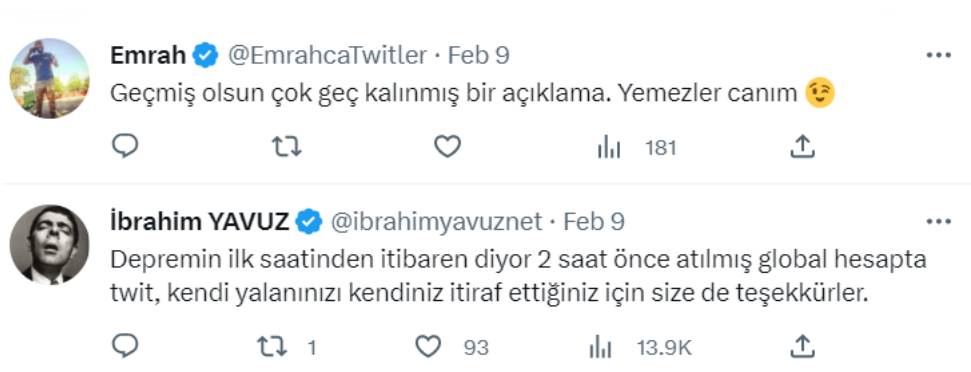 Emrah @EmrahcaTwitler · Feb 9
Geçmiş olsun çok geç kalınmış bir açıklama. Yemezler canım 😉
181
İbrahim YAVUZ @ibrahimyavuznet · Feb 9
Depremin ilk saatinden itibaren diyor 2 saat önce atılmış global hesapta
twit, kendi yalanınızı kendiniz itiraf ettiğiniz için size de teşekkürler.
1 93 13.9K